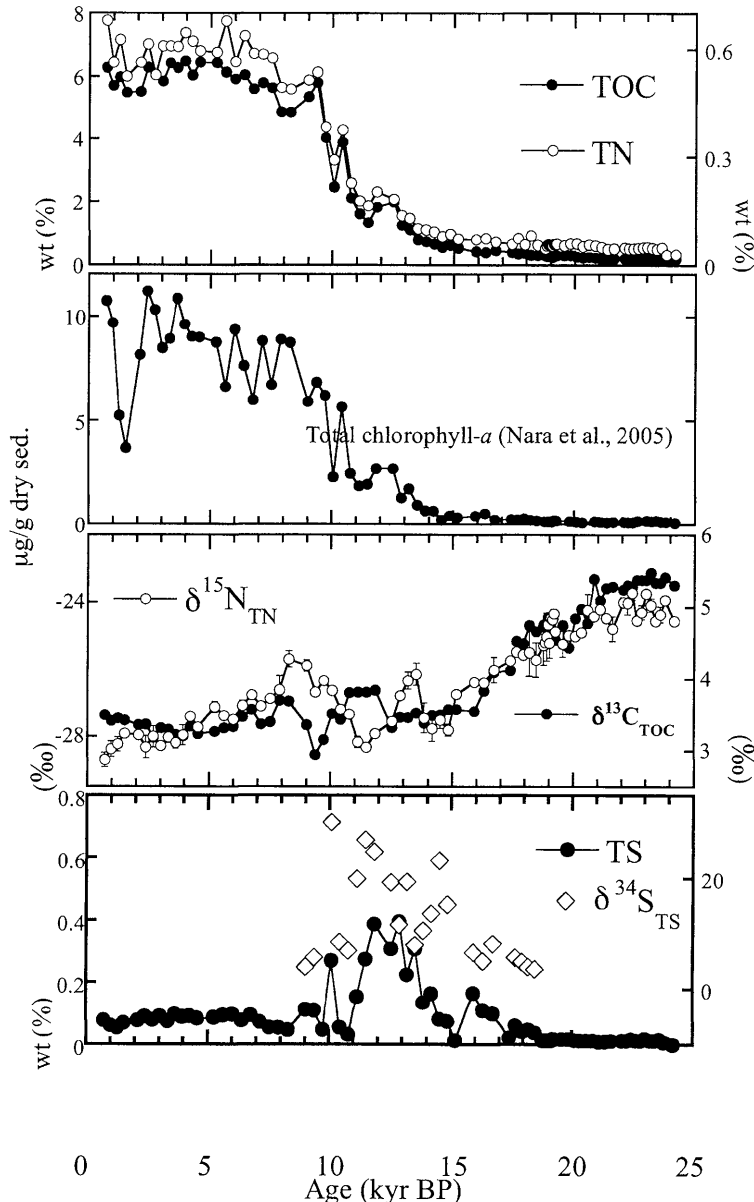 8
6
4
2
0
wt (%)
TOC
TN
0.6
0.3
0
wt (%)
10
5
0
µg/g dry sed.
Total chlorophyll-a (Nara et al., 2005)
-24
-28
(‰)
δ15NTN
δ13CTOC
6
5
4
3
(‰)
0.8
0.6
0.4
0.2
0
wt (%)
TS
δ34STS
20
0
0 5 10 15 20 25
Age (kyr BP)